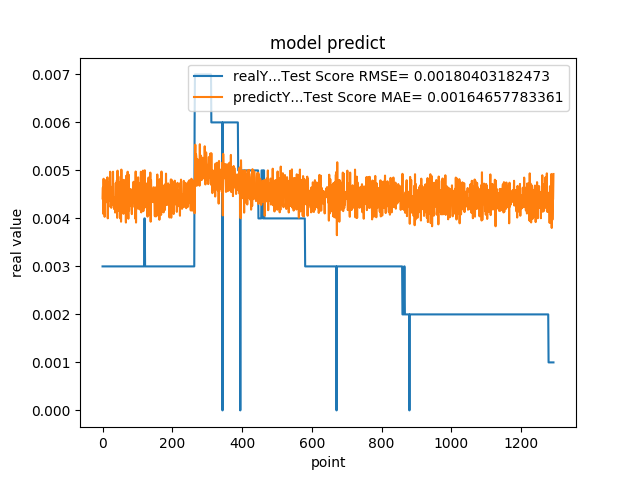 model predict
realY...Test Score RMSE= 0.00180403182473
predictY...Test Score MAE= 0.00164657783361
0.007
0.006
0.005
0.004
0.003
0.002
0.001
0.000
real value
0 200 400 600 800 1000 1200
point